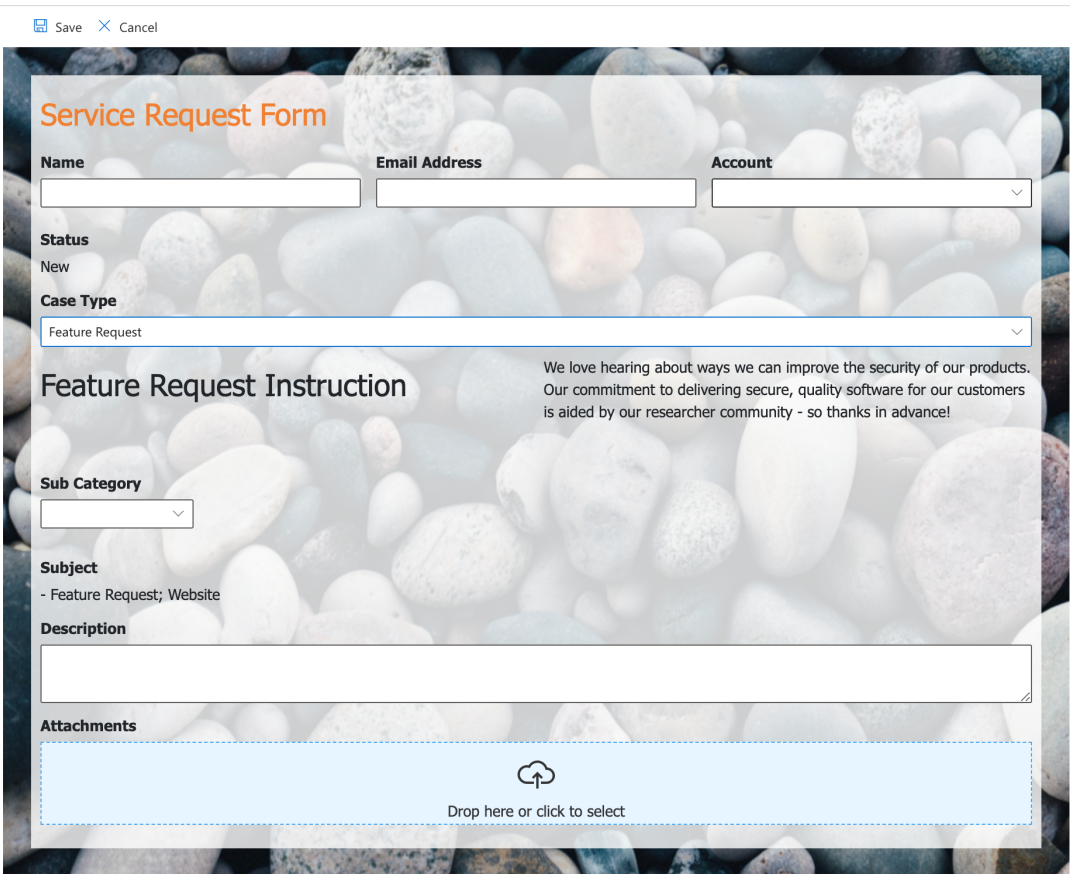 Save Cancel
Service Request Form
Name Email Address Account
Status
New
Case Type
Feature Request
Feature Request Instruction
We love hearing about ways we can improve the security of our products.
Our commitment to delivering secure, quality software for our customers
is aided by our researcher community - so thanks in advance!
Sub Category
Subject
- Feature Request; Website
Description
Attachments
Drop here or click to select